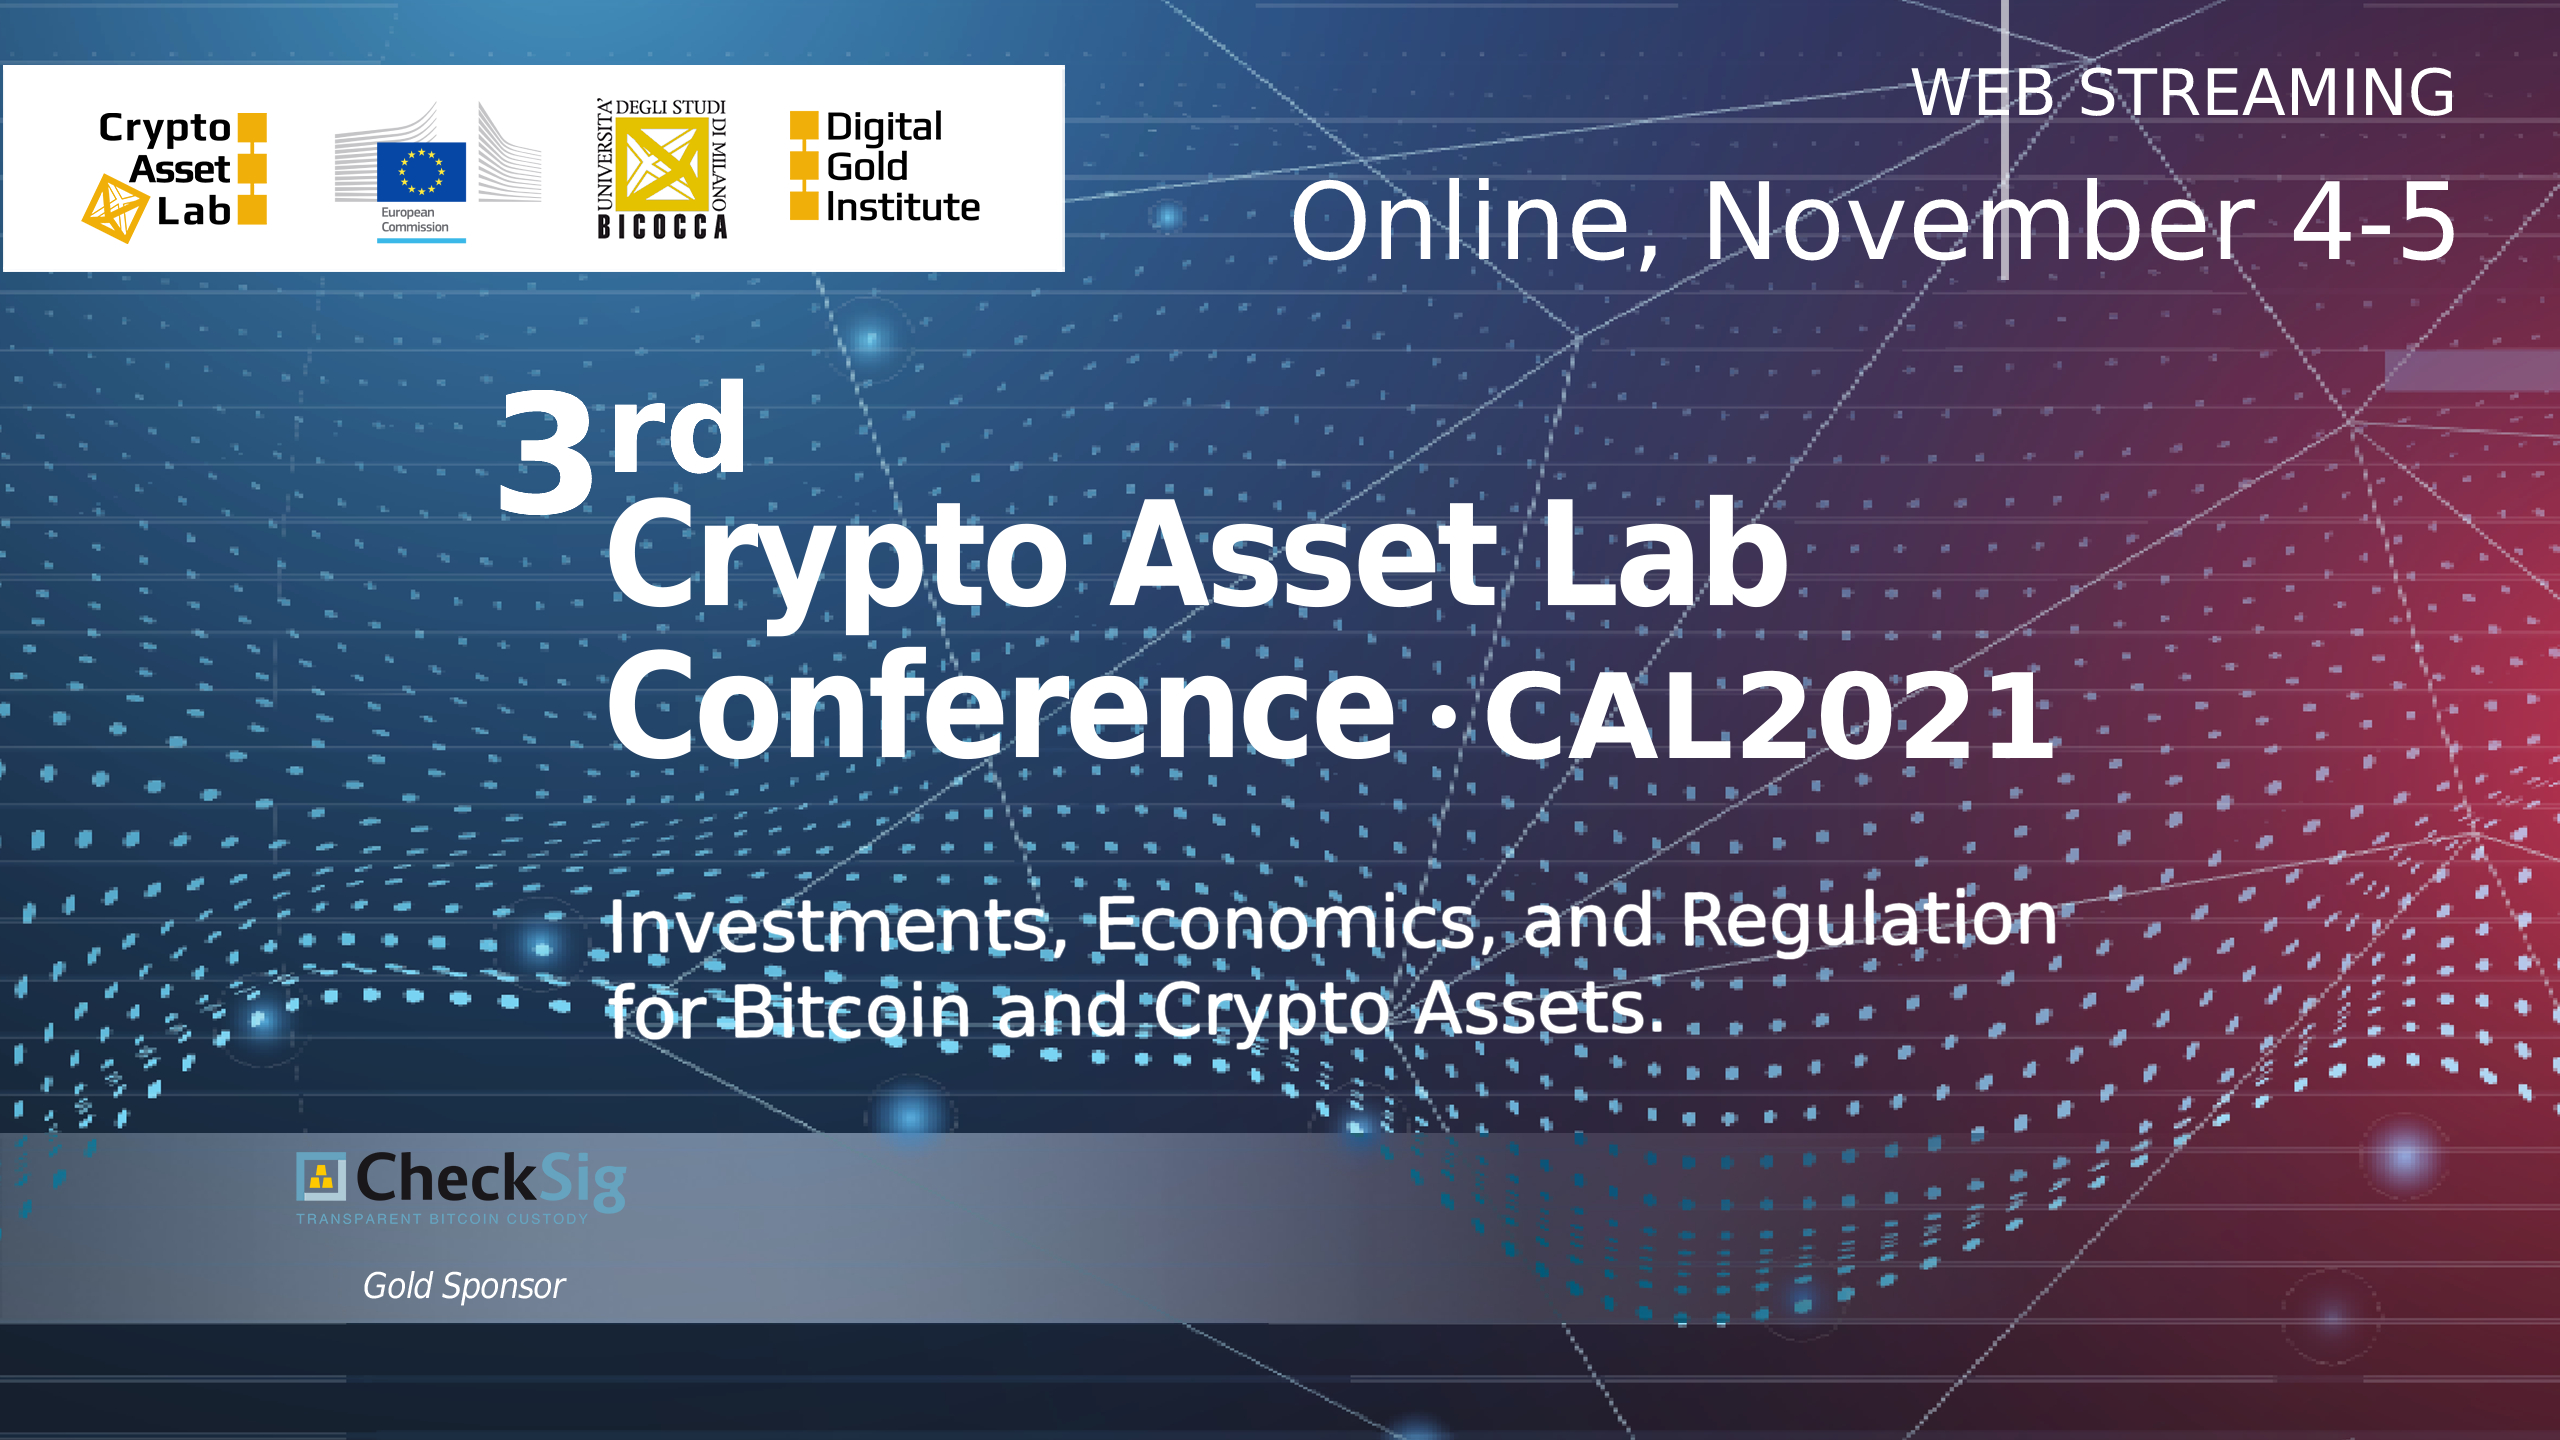 Crypto
Asset
Lab
European
Commission
UNIVERSITA' DEGLI STUDI DI MILANO
BICOCCA
Digital
Gold
Institute
WEB STREAMING
Online, November 4-5
3rd
Crypto Asset Lab
Conference · CAL2021
Investments, Economics, and Regulation
for Bitcoin and Crypto Assets.
CheckSig
TRANSPARENT BITCOIN CUSTODY
Gold Sponsor